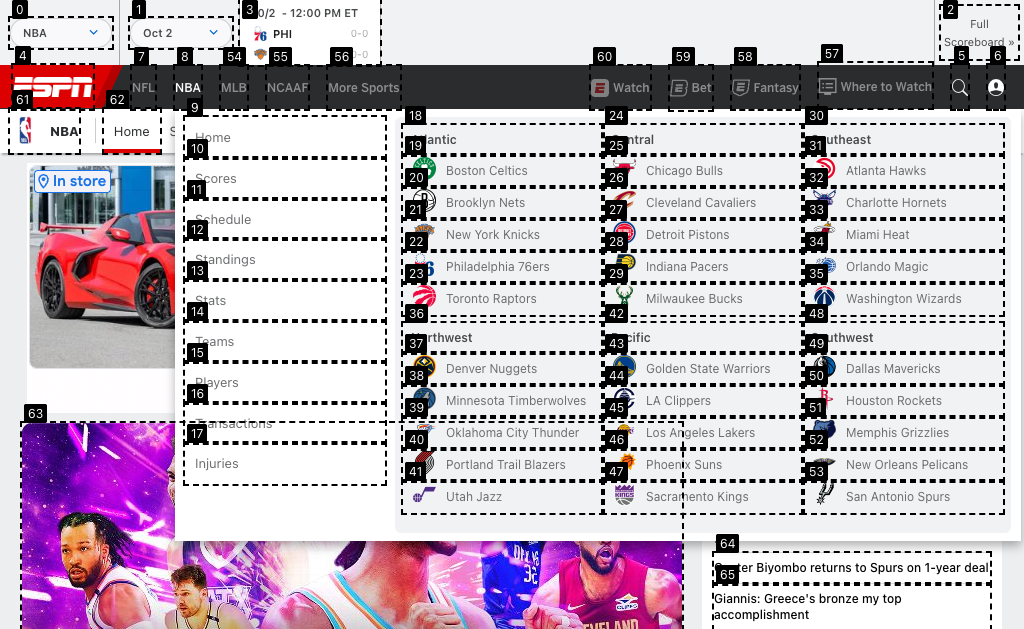 0
NBA
1
Oct 2
3
0/2 - 12:00 PM ET
PHI
0-0
0-0
2
Full
Scoreboard »
4
ESPN
7
NFL
8
NBA
54
MLB
55
NCAAF
56
More Sports
60
Watch
59
Bet
58
Fantasy
57
Where to Watch
5
6
61
NBA
62
Home
S
In store
9
Home
10
Scores
11
Schedule
12
Standings
13
Stats
14
Teams
15
Players
16
Transactions
17
Injuries
18
Atlantic
19
Boston Celtics
20
Brooklyn Nets
21
New York Knicks
22
Philadelphia 76ers
23
Toronto Raptors
24
Central
25
Chicago Bulls
26
Cleveland Cavaliers
27
Detroit Pistons
28
Indiana Pacers
29
Milwaukee Bucks
30
Southeast
31
Atlanta Hawks
32
Charlotte Hornets
33
Miami Heat
34
Orlando Magic
35
Washington Wizards
36
Northwest
37
Denver Nuggets
38
Minnesota Timberwolves
39
Oklahoma City Thunder
40
Portland Trail Blazers
41
Utah Jazz
42
Pacific
43
Golden State Warriors
44
LA Clippers
45
Los Angeles Lakers
46
Phoenix Suns
47
Sacramento Kings
48
Southwest
49
Dallas Mavericks
50
Houston Rockets
51
Memphis Grizzlies
52
New Orleans Pelicans
53
San Antonio Spurs
63
64
Center Biyombo returns to Spurs on 1-year deal
65
Giannis: Greece's bronze my top
accomplishment